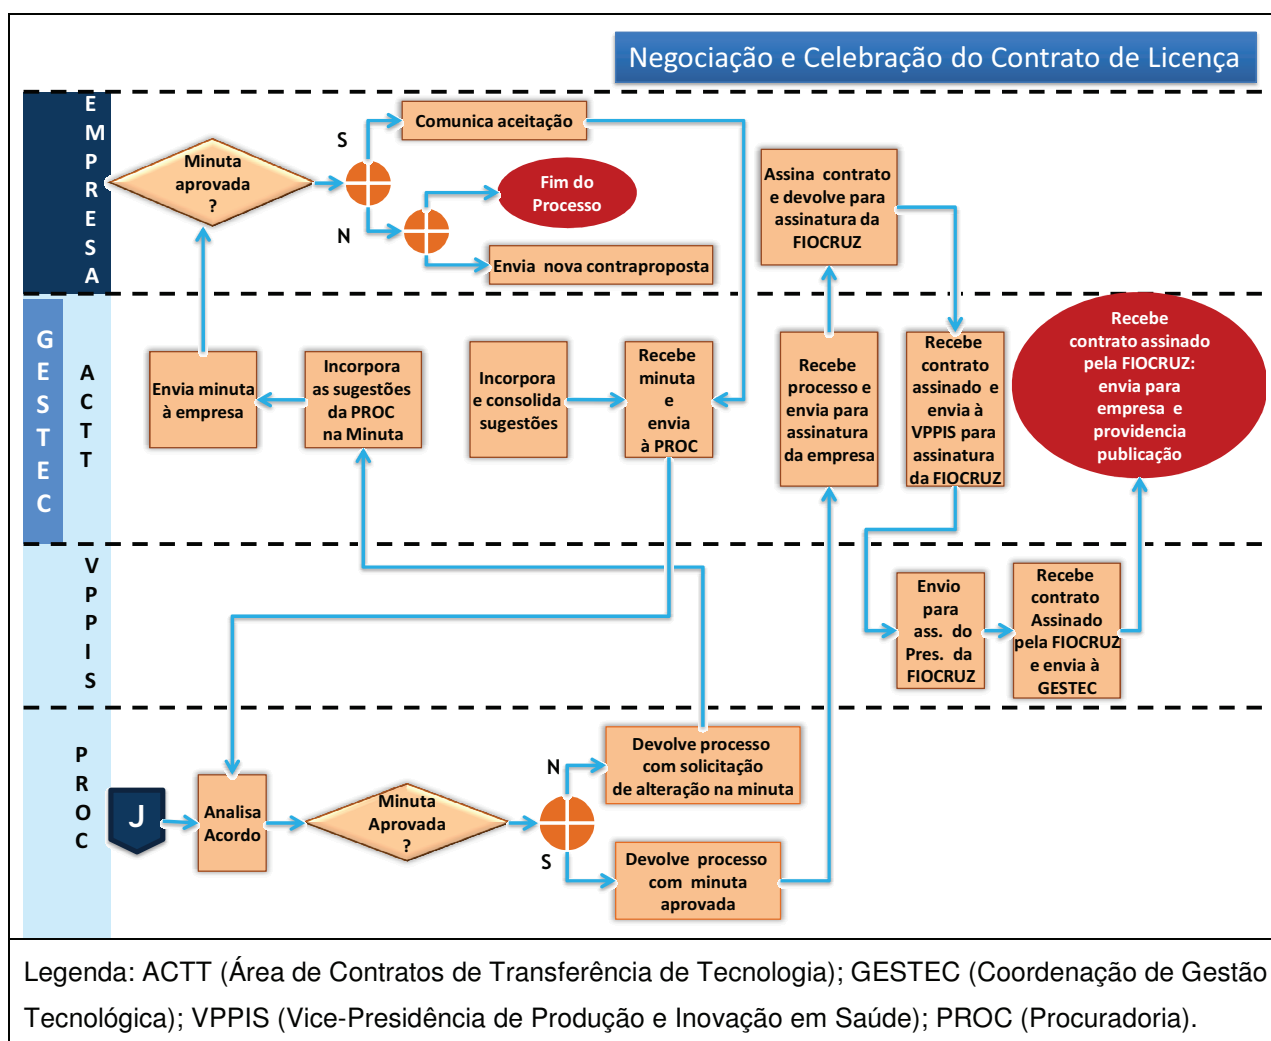 Negociação e Celebração do Contrato de Licença
EMPRESA
Minuta
aprovada
?
S
N
Comunica aceitação
Fim do
Processo
Envia nova contraproposta
Assina contrato
e devolve para
assinatura da
FIOCRUZ
GESTEC
ACTT
Envia minuta
à empresa
Incorpora
as sugestões
da PROC
na Minuta
Incorpora
e consolida
sugestões
Recebe
minuta
e
envia
à PROC
Recebe
processo e
envia para
assinatura
da empresa
Recebe
contrato
assinado e
envia à
VPPIS para
assinatura
da FIOCRUZ
Recebe
contrato assinado
pela FIOCRUZ:
envia para
empresa e
providencia
publicação
VPPIS
Envio
para
ass. do
Pres. da
FIOCRUZ
Recebe
contrato
Assinado
pela FIOCRUZ
e envia à
GESTEC
PROC
J
Analisa
Acordo
Minuta
Aprovada
?
N
S
Devolve processo
com solicitação
de alteração na minuta
Devolve processo
com minuta
aprovada
Legenda: ACTT (Área de Contratos de Transferência de Tecnologia); GESTEC (Coordenação de Gestão
Tecnológica); VPPIS (Vice-Presidência de Produção e Inovação em Saúde); PROC (Procuradoria).